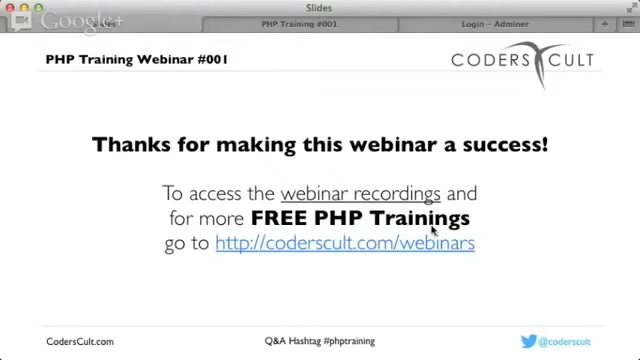 Slides
Google+
Slides
PHP Training #001
Login – Adminer
+
PHP Training Webinar #001
CODERS CULT
Thanks for making this webinar a success!
To access the webinar recordings and
for more FREE PHP Trainings
go to http://coderscult.com/webinars
CodersCult.com
Q&A Hashtag #phptraining
@coderscult